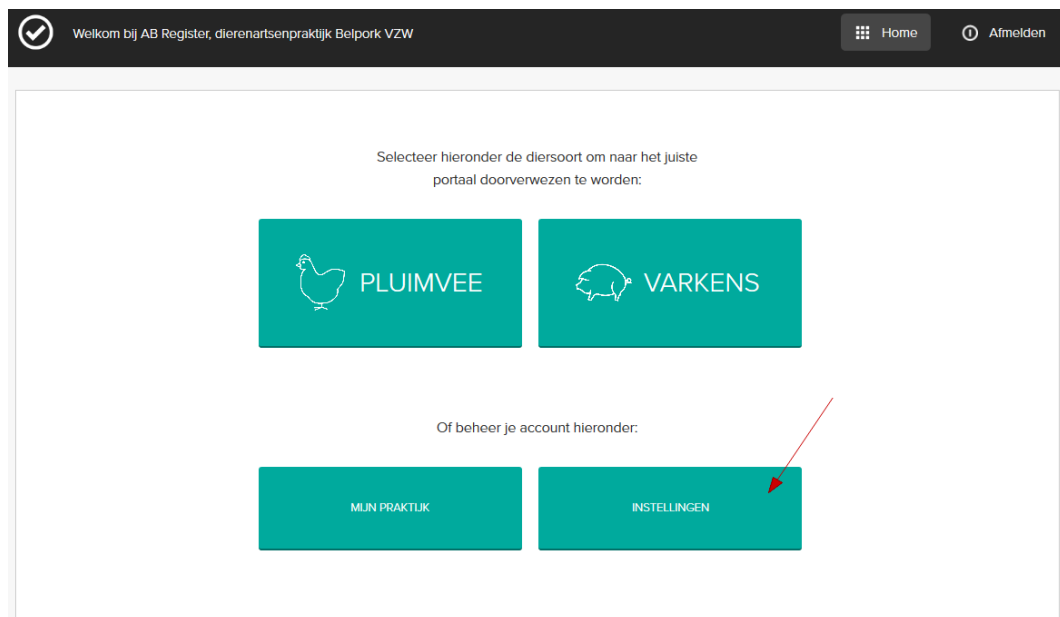 Welkom bij AB Register, dierenartsenpraktijk Belpork VZW
Home
Afmelden
Selecteer hieronder de diersoort om naar het juiste
portaal doorverwezen te worden:
PLUIMVEE
VARKENS
Of beheer je account hieronder:
MIJN PRAKTIJK
INSTELLINGEN